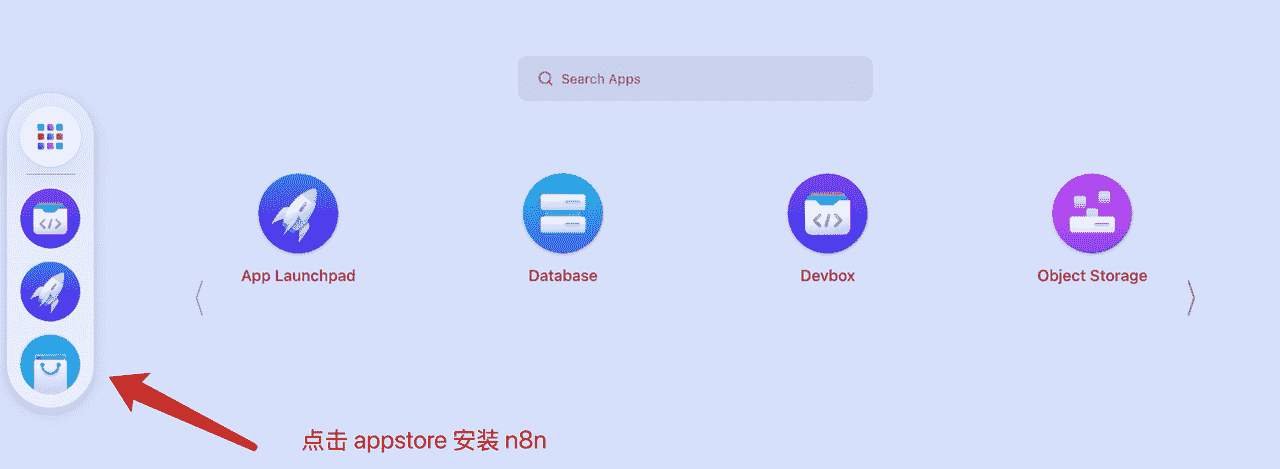 Search Apps
App Launchpad
Database
Devbox
Object Storage
点击 appstore 安装 n8n